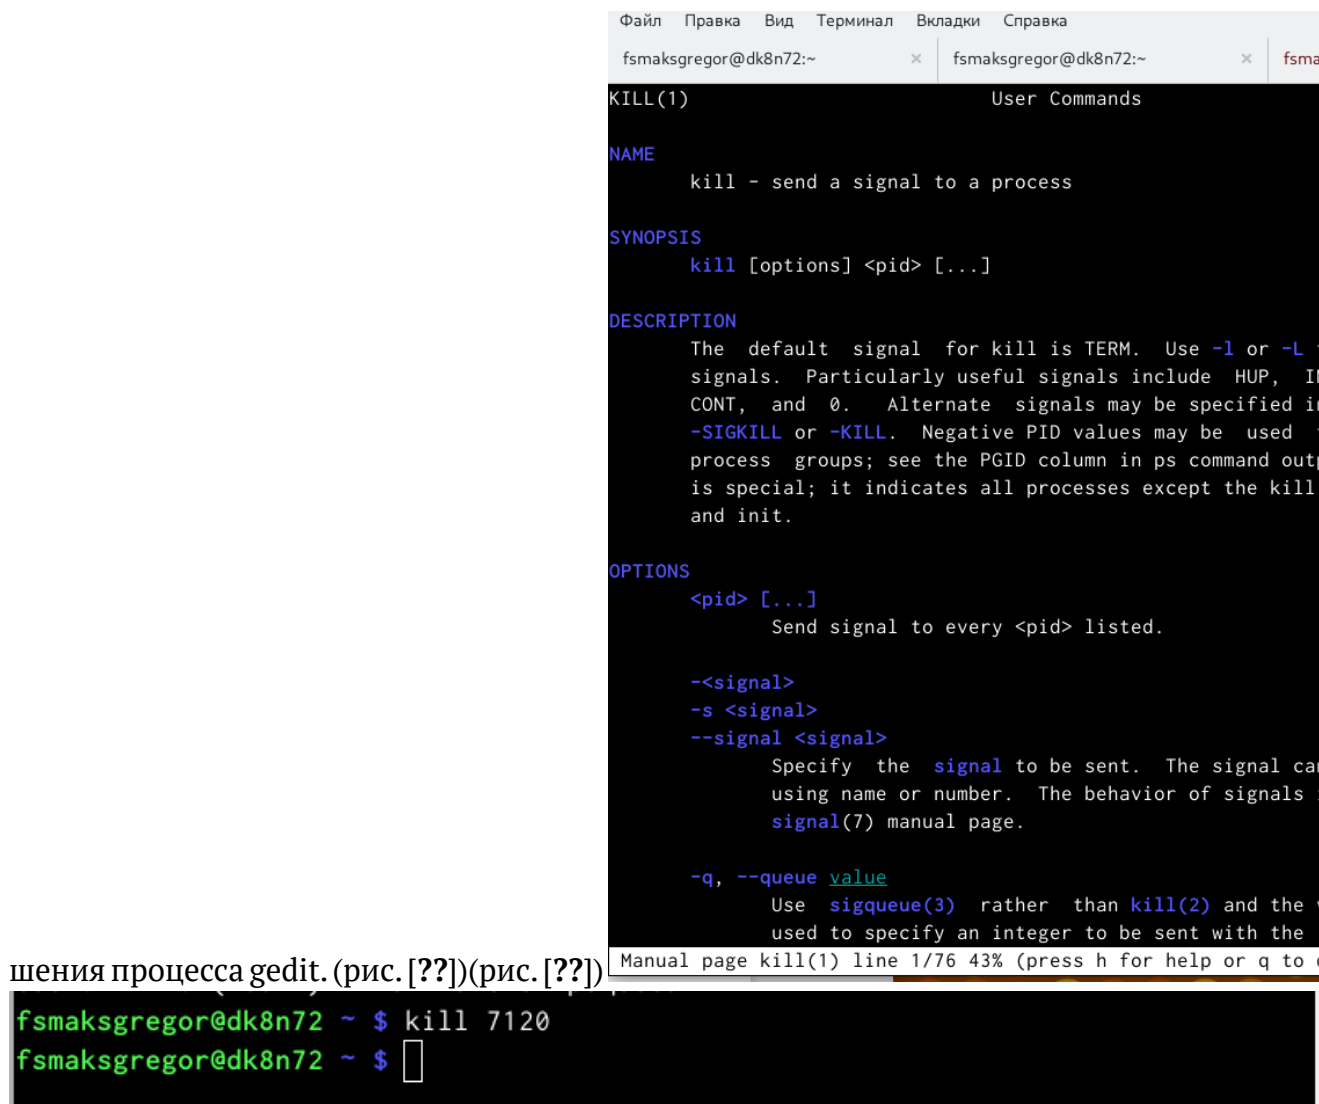 Файл Правка Вид Терминал Вкладки Справка
fsmaksgregor@dk8n72:~ × fsmaksgregor@dk8n72:~ ×
KILL(1) User Commands
NAME
kill - send a signal to a process
SYNOPSIS
kill [options] <pid> [...]
DESCRIPTION
The default signal for kill is TERM. Use -l or -L
signals. Particularly useful signals include HUP,
CONT, and 0. Alternate signals may be specified
-SIGKILL or -KILL. Negative PID values may be used
process groups; see the PGID column in ps command
is special; it indicates all processes except the kill
and init.
OPTIONS
<pid> [...]
Send signal to every <pid> listed.
-<signal>
-s <signal>
--signal <signal>
Specify the signal to be sent. The signal
using name or number. The behavior of signals
signal(7) manual page.
-q, --queue value
Use sigqueue(3) rather than kill(2) and the
used to specify an integer to be sent with the
Manual page kill(1) line 1/76 43% (press h for help or q to
шения процесса gedit. (рис. [??])(рис. [??])
fsmaksgregor@dk8n72 ~ $ kill 7120
fsmaksgregor@dk8n72 ~ $